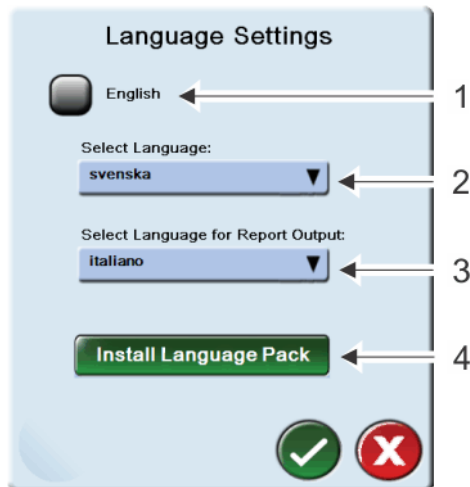 Language Settings
English
1
Select Language:
svenska
2
Select Language for Report Output:
italiano
3
Install Language Pack
4